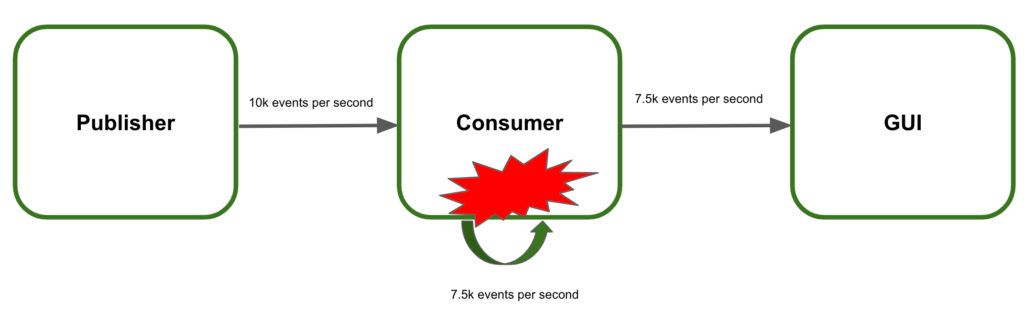 10k events per second
7.5k events per second
Publisher
Consumer
GUI
7.5k events per second